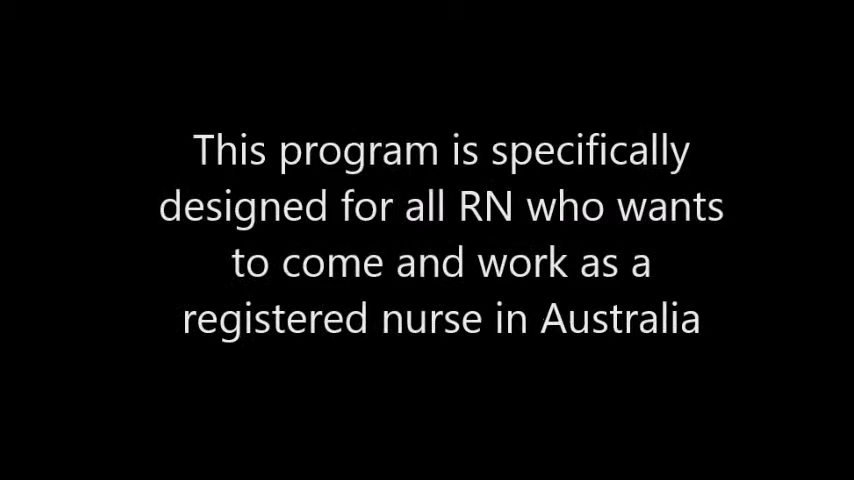 This program is specifically
designed for all RN who wants
to come and work as a
registered nurse in Australia